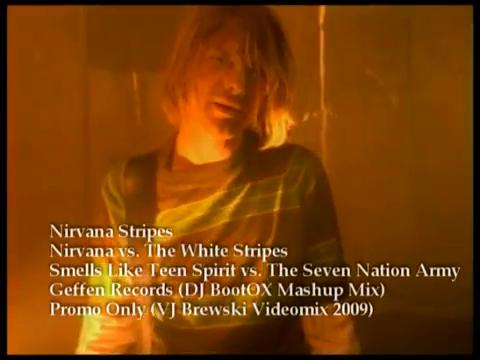 Nirvana Stripes
Nirvana vs. The White Stripes
Smells Like Teen Spirit vs. The Seven Nation Army
Geffen Records (DJ BootOX Mashup Mix)
Promo Only (VJ Brewski Videomix 2009)